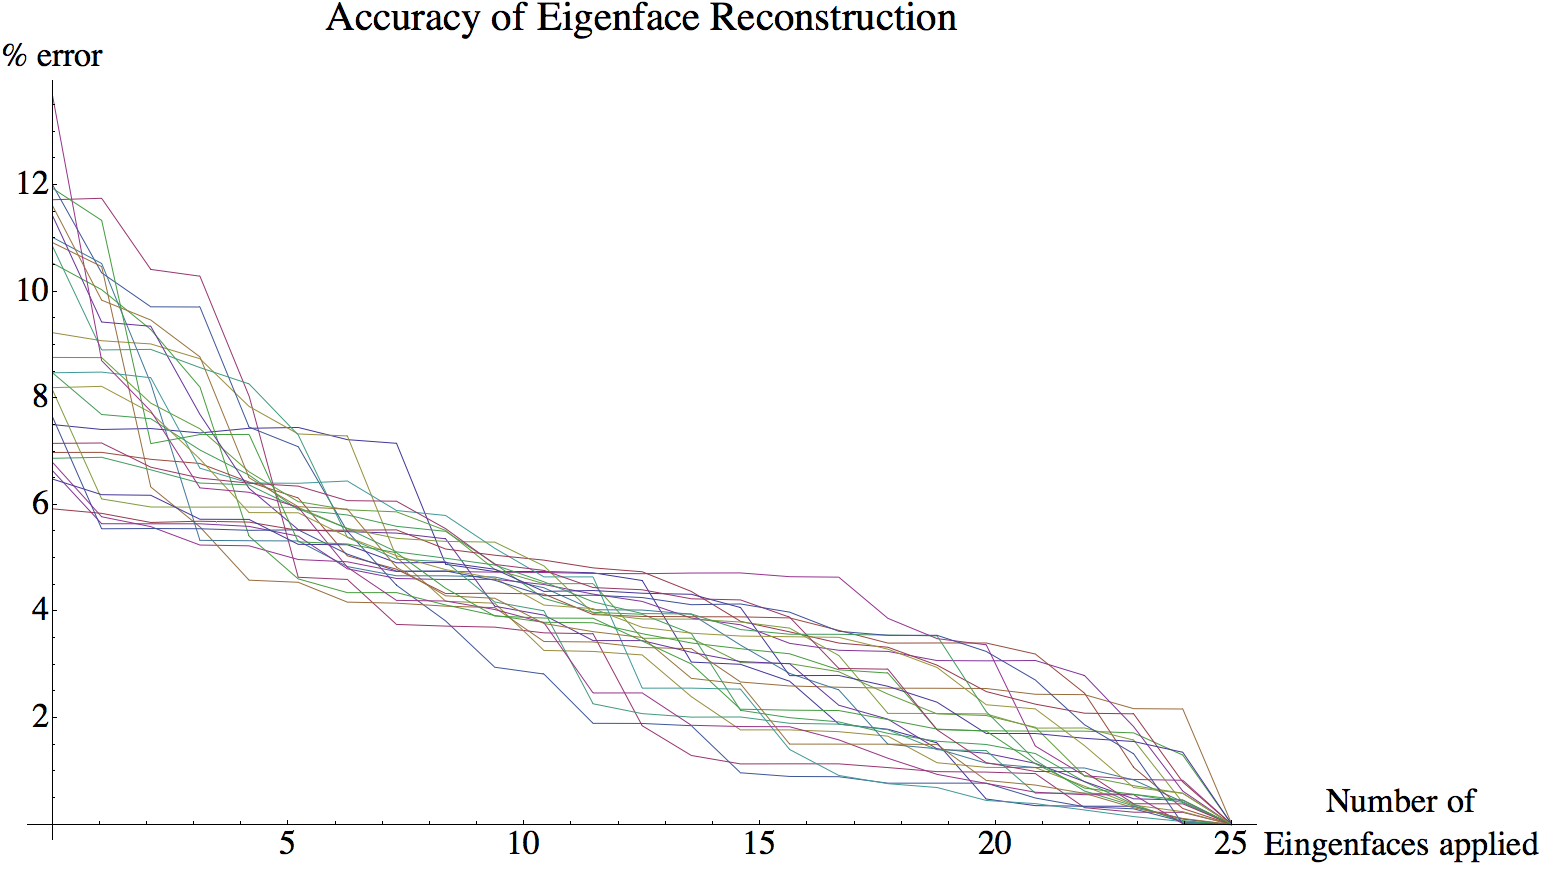 Accuracy of Eigenface Reconstruction
% error
12
10
8
6
4
2
5
10
15
20
25
Number of
Eingenfaces applied